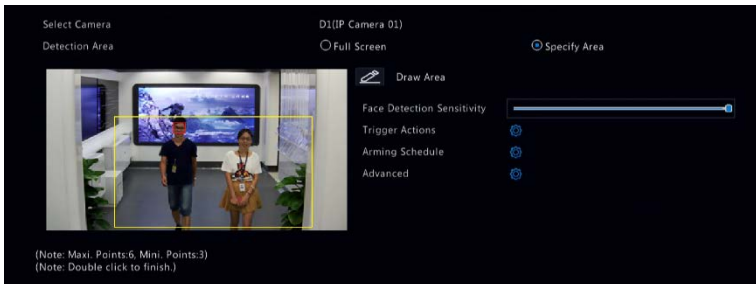 Select Camera D1(IP Camera 01)
Detection Area Full Screen Specify Area
Draw Area
Face Detection Sensitivity
Trigger Actions
Arming Schedule
Advanced
(Note: Maxi. Points:6, Mini. Points:3)
(Note: Double click to finish.)